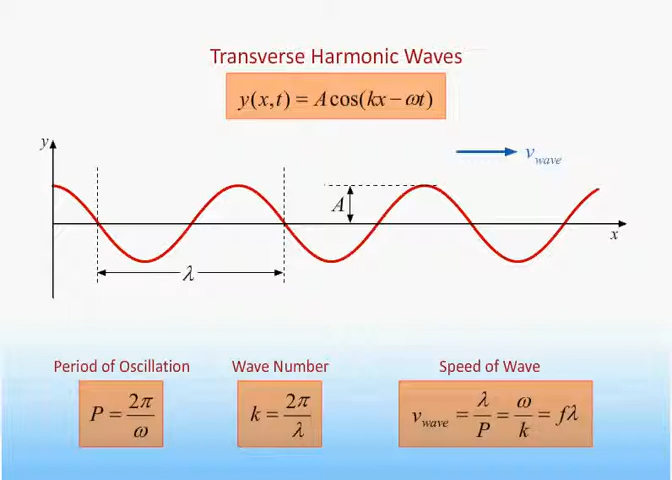 Transverse Harmonic Waves
y(x,t) = A cos(kx − ωt)
y
v_wave
A
x
λ
Period of Oscillation
P = 2π/ω
Wave Number
k = 2π/λ
Speed of Wave
v_wave = λ/P = ω/k = fλ